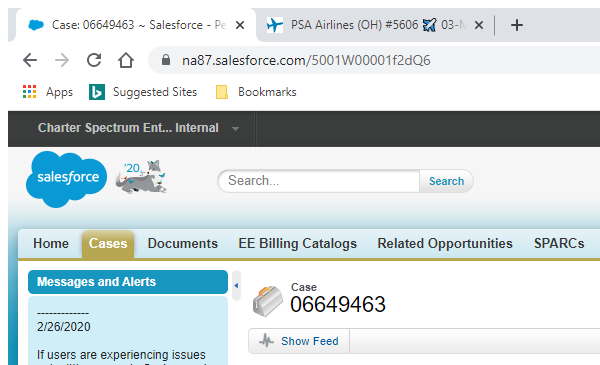 Case: 06649463 ~ Salesforce - Pe
PSA Airlines (OH) #5606 ✈ 03-M
na87.salesforce.com/5001W00001f2dQ6
Apps
Suggested Sites
Bookmarks
Charter Spectrum Ent... Internal
salesforce
'20
Search...
Search
Home
Cases
Documents
EE Billing Catalogs
Related Opportunities
SPARCs
Messages and Alerts
-------------
2/26/2020
If users are experiencing issues
Case
06649463
Show Feed